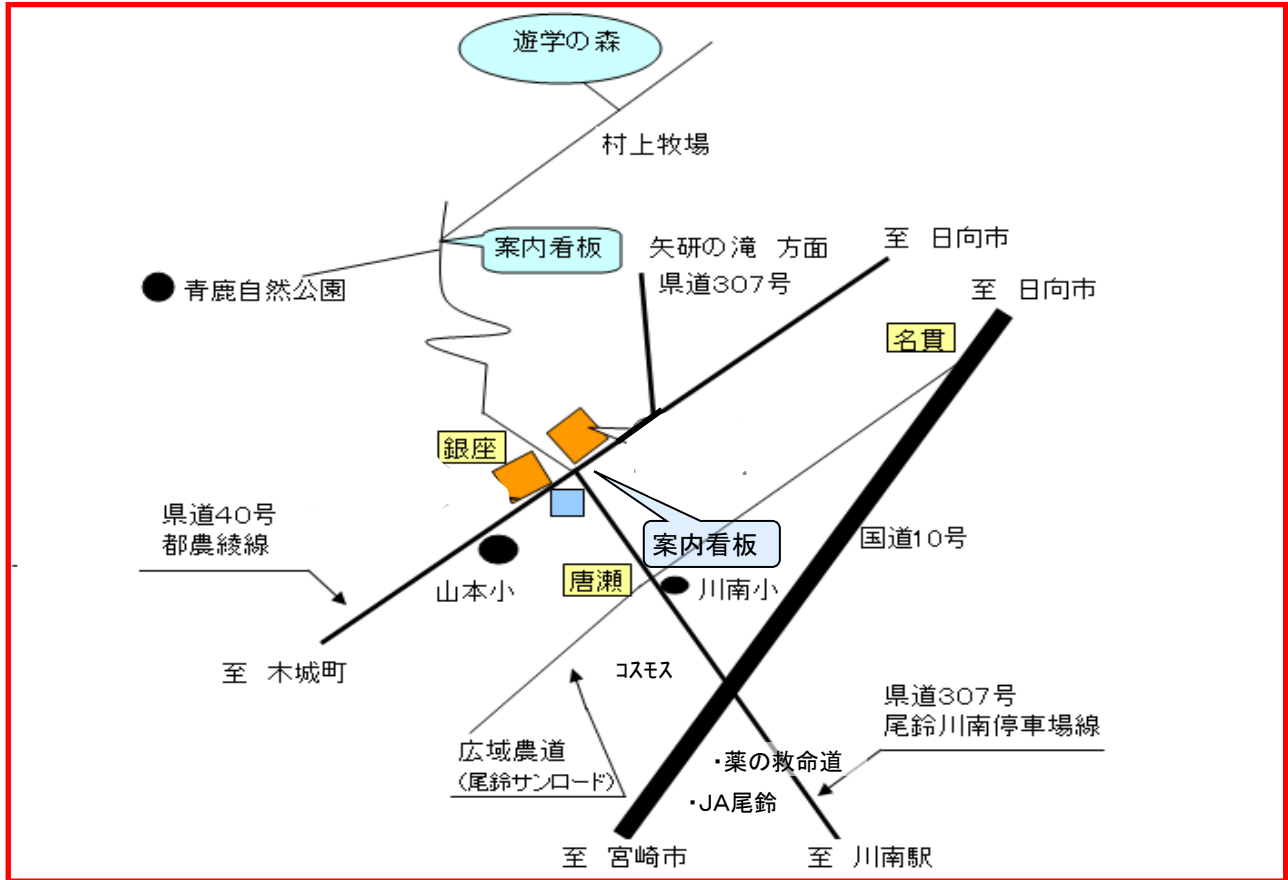 遊学の森
村上牧場
案内看板
矢研の滝 方面
県道307号
至 日向市
至 日向市
青鹿自然公園
名貫
銀座
県道40号
都農綾線
案内看板
国道10号
山本小
唐瀬
川南小
至 木城町
コスモス
県道307号
尾鈴川南停車場線
広域農道
(尾鈴サンロード)
・薬の救命道
・JA尾鈴
至 宮崎市
至 川南駅